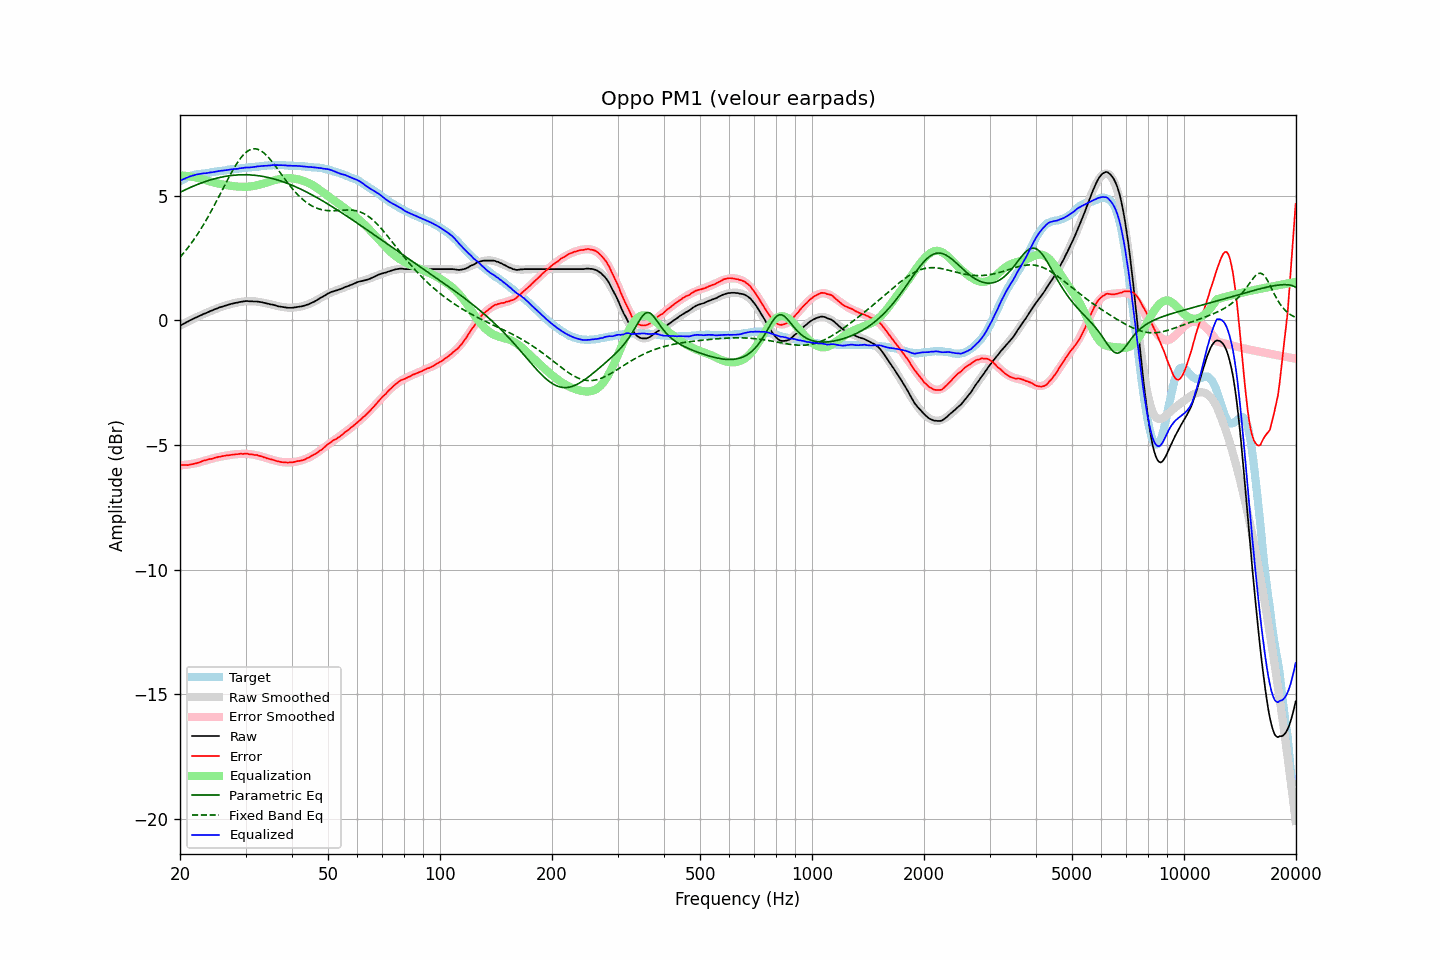 Oppo PM1 (velour earpads)
Amplitude (dBr)
5
0
−5
−10
−15
−20
Target
Raw Smoothed
Error Smoothed
Raw
Error
Equalization
Parametric Eq
Fixed Band Eq
Equalized
20 50 100 200 500 1000 2000 5000 10000 20000
Frequency (Hz)